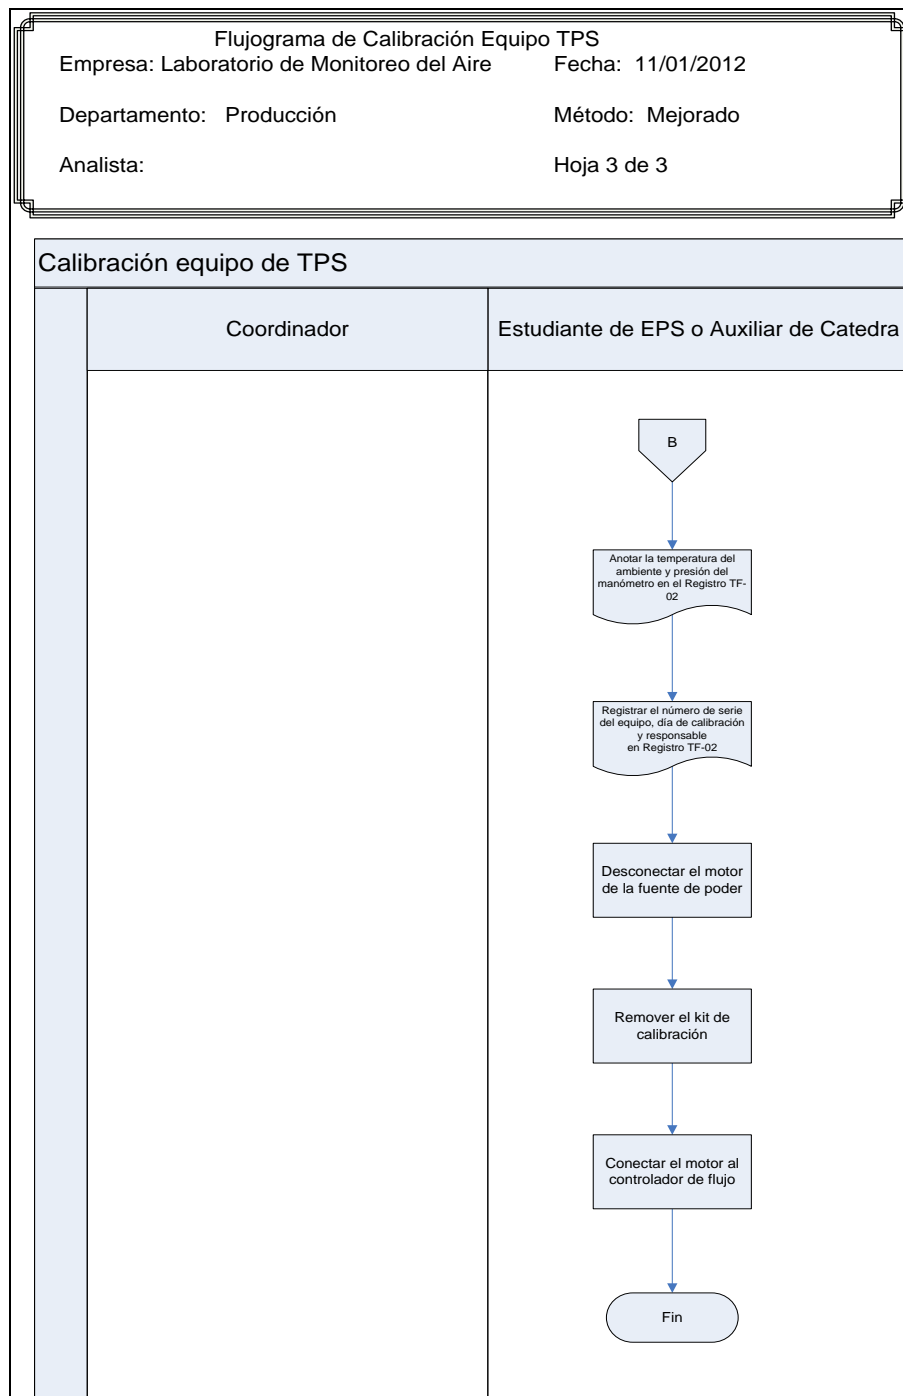 Flujograma de Calibración Equipo TPS
Empresa: Laboratorio de Monitoreo del Aire Fecha: 11/01/2012
Departamento: Producción Método: Mejorado
Analista: Hoja 3 de 3
Calibración equipo de TPS
Coordinador Estudiante de EPS o Auxiliar de Catedra
B
Anotar la temperatura del
ambiente y presión del
manómetro en el Registro TF-
02
Registrar el número de serie
del equipo, día de calibración
y responsable
en Registro TF-02
Desconectar el motor
de la fuente de poder
Remover el kit de
calibración
Conectar el motor al
controlador de flujo
Fin